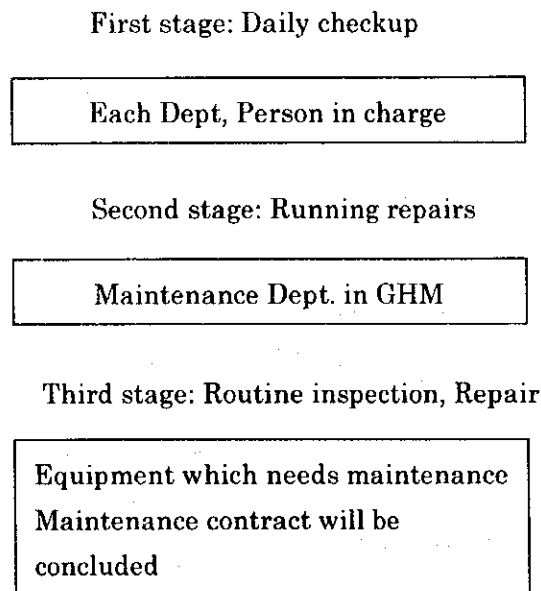 First stage: Daily checkup
Each Dept, Person in charge
Second stage: Running repairs
Maintenance Dept. in GHM
Third stage: Routine inspection, Repair
Equipment which needs maintenance
Maintenance contract will be
concluded